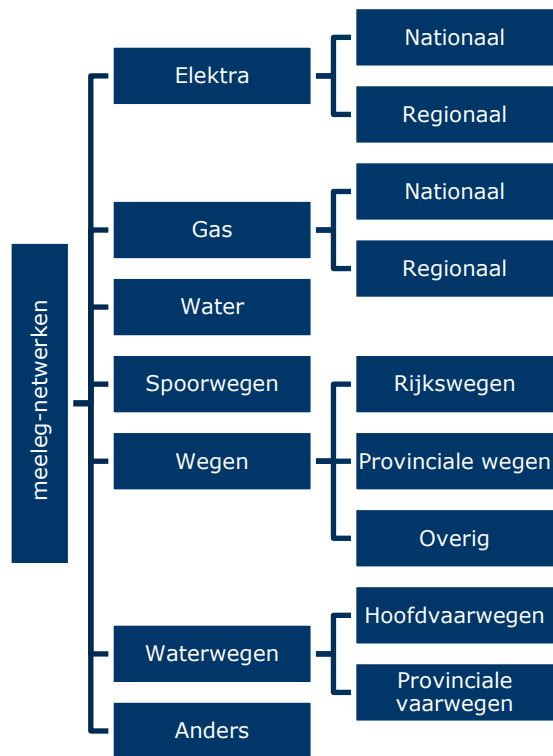 meeleg-netwerken
Elektra
Nationaal
Regionaal
Gas
Nationaal
Regionaal
Water
Spoorwegen
Wegen
Rijkswegen
Provinciale wegen
Overig
Waterwegen
Hoofdvaarwegen
Provinciale
vaarwegen
Anders